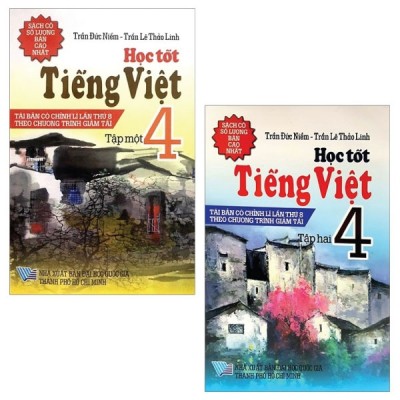 SÁCH CÓ
SỐ LƯỢNG
BÁN
CAO NHẤT
Trần Đức Niềm - Trần Lê Thảo Linh
Học tốt
Tiếng Việt
TÁI BẢN CÓ CHỈNH LÍ LẦN THỨ 8
THEO CHƯƠNG TRÌNH GIẢM TẢI
Tập một 4
NHÀ XUẤT BẢN ĐẠI HỌC QUỐC GIA
THÀNH PHỐ HỒ CHÍ MINH
SÁCH CÓ
SỐ LƯỢNG
BÁN
CAO NHẤT
Trần Đức Niềm - Trần Lê Thảo Linh
Học tốt
Tiếng Việt
TÁI BẢN CÓ CHỈNH LÍ LẦN THỨ 8
THEO CHƯƠNG TRÌNH GIẢM TẢI
Tập hai 4
NHÀ XUẤT BẢN ĐẠI HỌC QUỐC GIA
THÀNH PHỐ HỒ CHÍ MINH